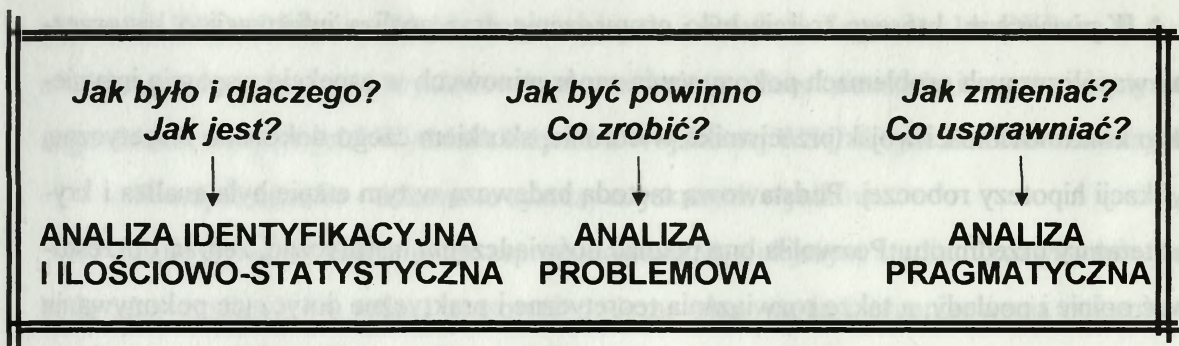 Jak było i dlaczego?
Jak jest?
Jak być powinno
Co zrobić?
Jak zmieniać?
Co usprawniać?
ANALIZA IDENTYFIKACYJNA
I ILOŚCIOWO-STATYSTYCZNA
ANALIZA
PROBLEMOWA
ANALIZA
PRAGMATYCZNA